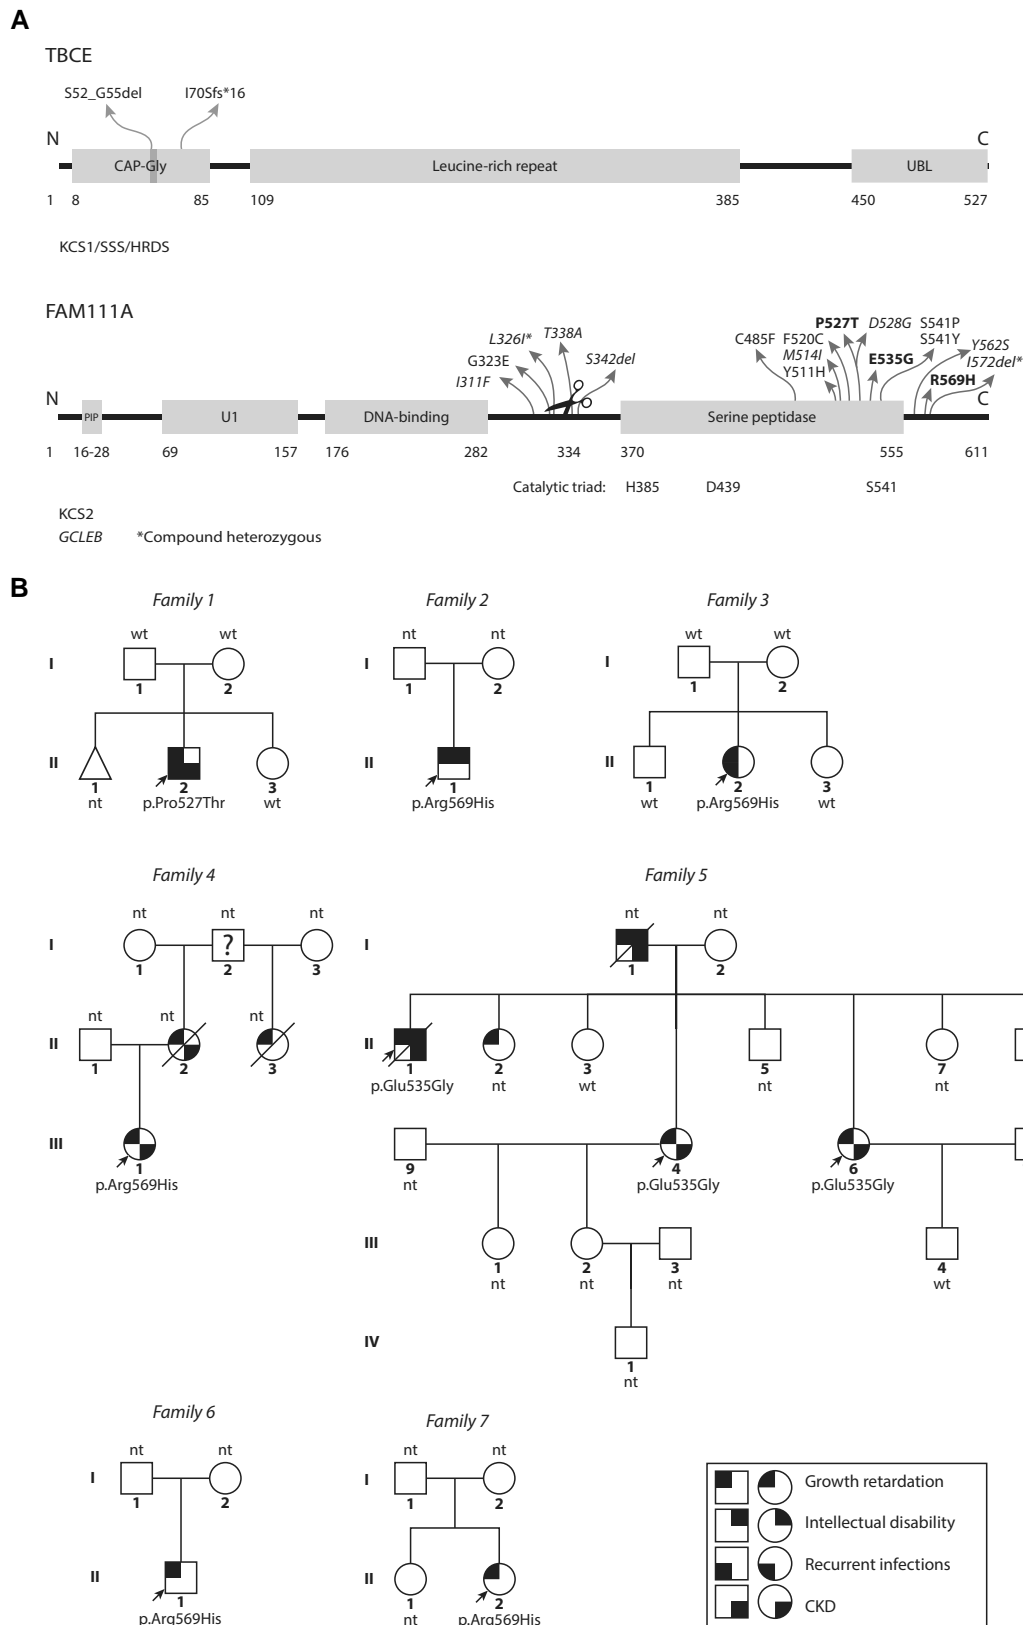 A
TBCE
S52_G55del I70Sfs*16
N C
CAP-Gly Leucine-rich repeat UBL
1 8 85 109 385 450 527
KCS1/SSS/HRDS
FAM111A
P527T D528G S541P
L326I* T338A C485F F520C S541Y Y562S
G323E S342del M514I E535G I572del*
I311F Y511H R569H
N C
PIP U1 DNA-binding Serine peptidase
1 16-28 69 157 176 282 334 370 555 611
Catalytic triad: H385 D439 S541
KCS2
GCLEB *Compound heterozygous
B
Family 1 Family 2 Family 3
wt wt nt nt wt wt
I I I
1 2 1 2 1 2
II II II
1 2 3 1 1 2 3
nt p.Pro527Thr wt p.Arg569His wt p.Arg569His wt
Family 4 Family 5
nt nt nt nt nt
I ? I
1 2 3 1 2
nt nt nt
II II
1 2 3 1 2 3 5 7
p.Glu535Gly nt wt nt nt
III
1 9 4 6
p.Arg569His nt p.Glu535Gly p.Glu535Gly
III
1 2 3 4
nt nt nt wt
IV
1
nt
Family 6 Family 7
nt nt nt nt
I I
1 2 1 2
Growth retardation
Intellectual disability
Recurrent infections
CKD
II II
1 1 2
p.Arg569His nt p.Arg569His